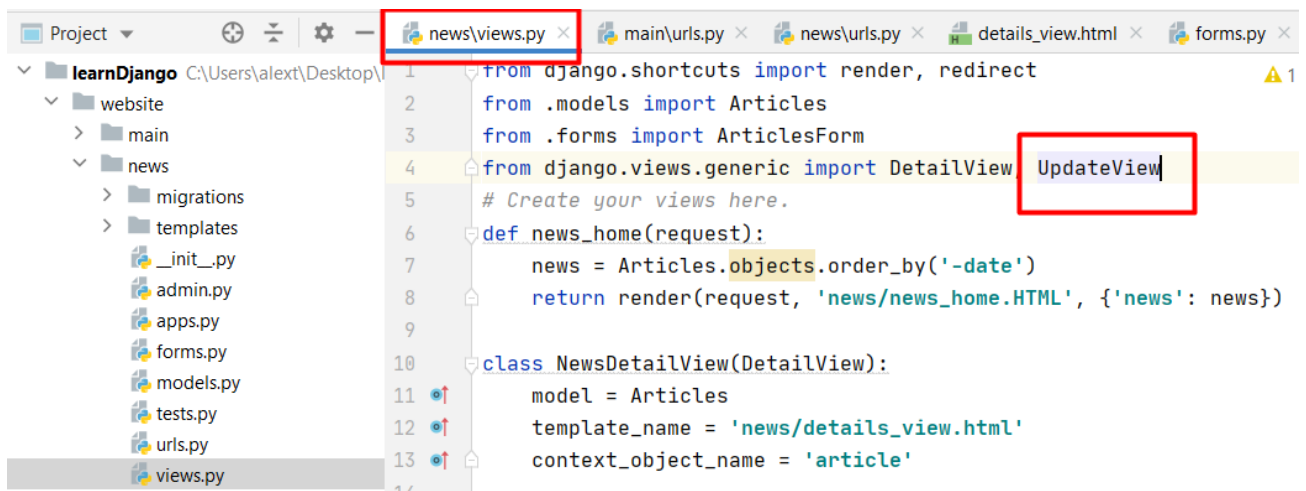 Project
news\views.py
main\urls.py
news\urls.py
details_view.html
forms.py
learnDjango C:\Users\alext\Desktop\
website
main
news
migrations
templates
__init__.py
admin.py
apps.py
forms.py
models.py
tests.py
urls.py
views.py
1 from django.shortcuts import render, redirect
1
2 from .models import Articles
3 from .forms import ArticlesForm
4 from django.views.generic import DetailView, UpdateView
5 # Create your views here.
6 def news_home(request):
7 news = Articles.objects.order_by('-date')
8 return render(request, 'news/news_home.HTML', {'news': news})
9
10 class NewsDetailView(DetailView):
11 model = Articles
12 template_name = 'news/details_view.html'
13 context_object_name = 'article'